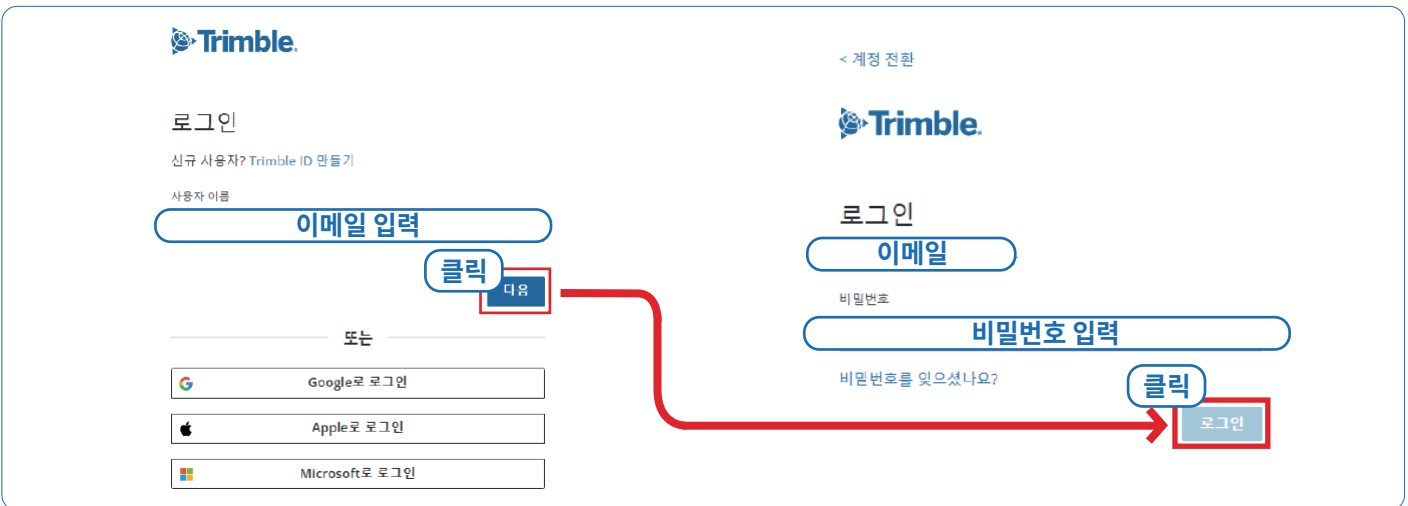 Trimble.
로그인
신규 사용자? Trimble ID 만들기
사용자 이름
이메일 입력
클릭
다음
또는
Google로 로그인
Apple로 로그인
Microsoft로 로그인
< 계정 전환
Trimble.
로그인
이메일
비밀번호
비밀번호 입력
비밀번호를 잊으셨나요?
클릭
로그인